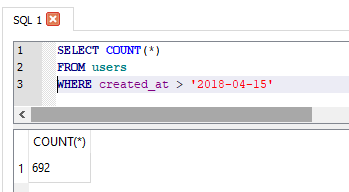 SQL 1
1 SELECT COUNT(*)
2 FROM users
3 WHERE created_at > '2018-04-15'
COUNT(*)
1 692